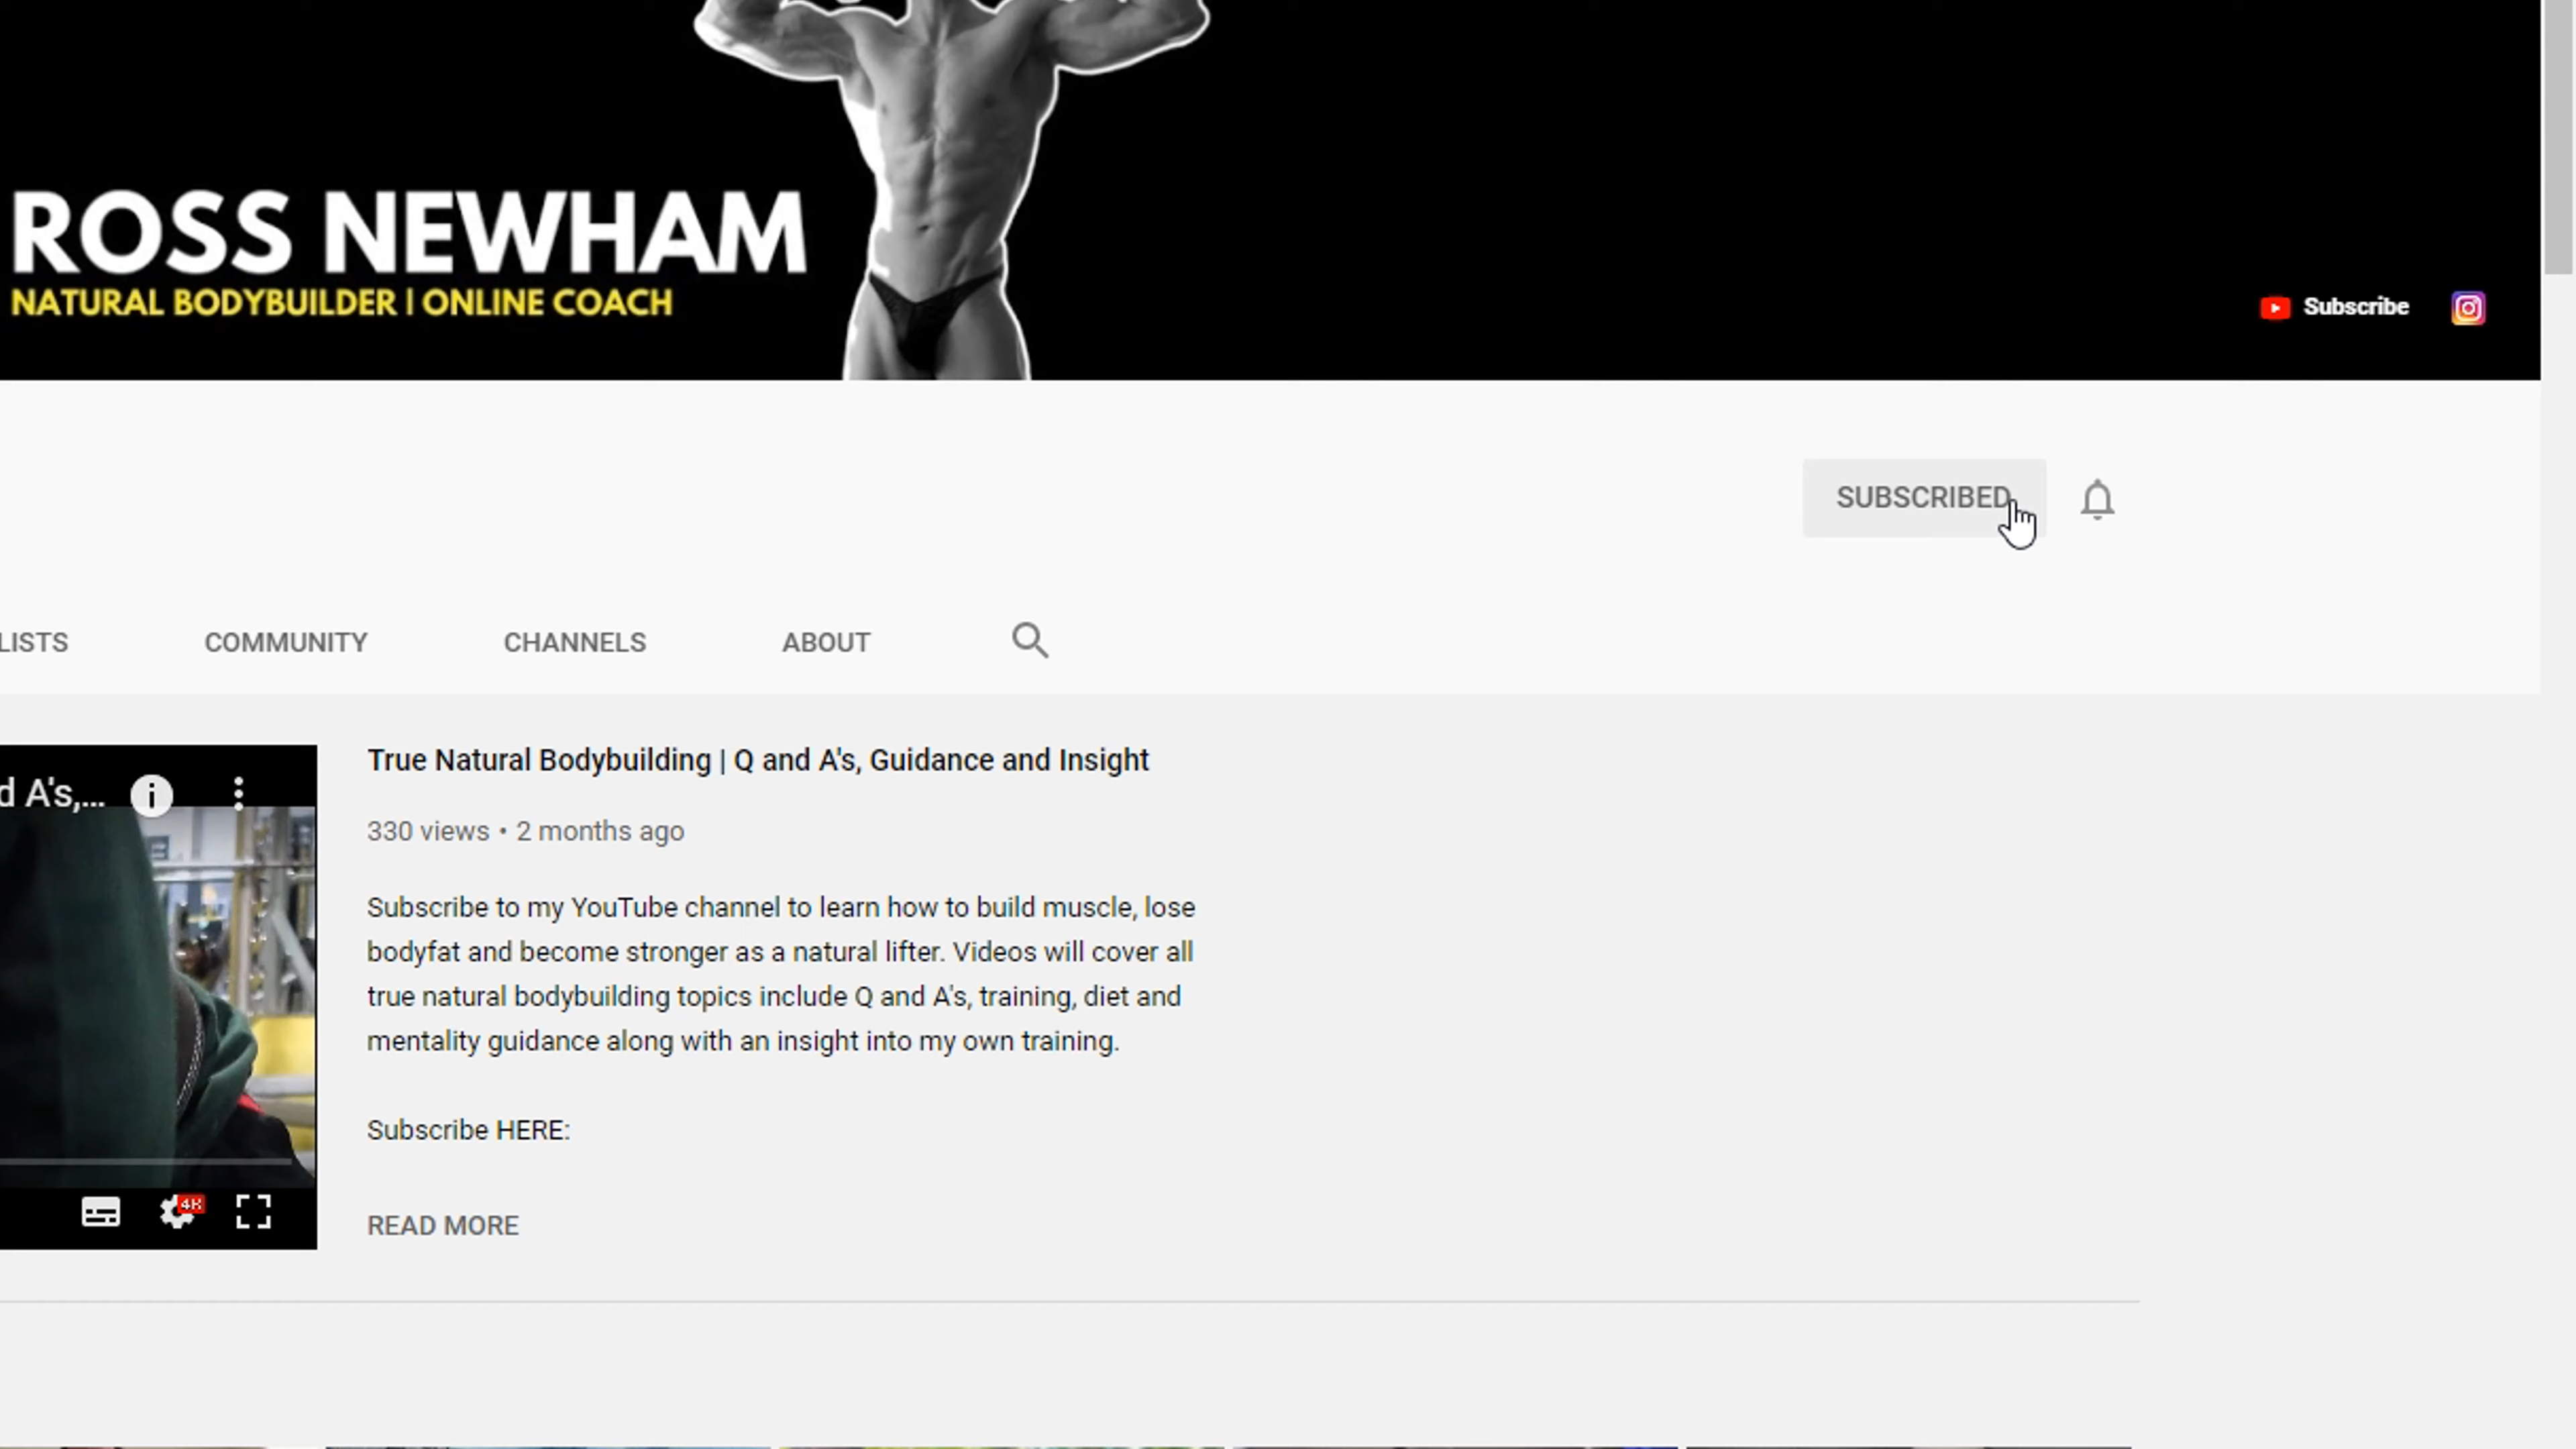 ROSS NEWHAM
NATURAL BODYBUILDER | ONLINE COACH
Subscribe
SUBSCRIBED
LISTS
COMMUNITY
CHANNELS
ABOUT
d A's,...
True Natural Bodybuilding | Q and A's, Guidance and Insight
330 views • 2 months ago
Subscribe to my YouTube channel to learn how to build muscle, lose
bodyfat and become stronger as a natural lifter. Videos will cover all
true natural bodybuilding topics include Q and A's, training, diet and
mentality guidance along with an insight into my own training.
Subscribe HERE:
4K
READ MORE